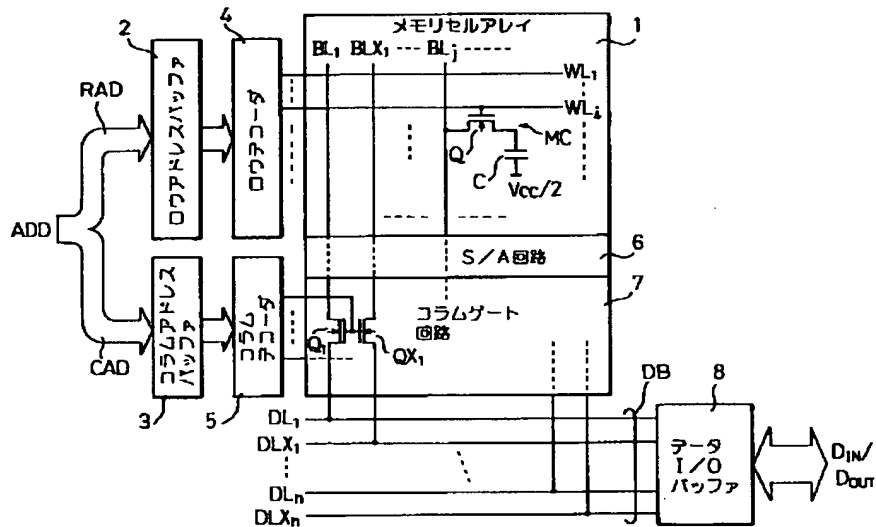 メモリセルアレイ
1
2
4
BL₁ BLX₁ ---- BLj ------
RAD
ロウアドレスバッファ
ロウデコーダ
WL₁
WLi
Q
MC
C
Vcc/2
ADD
S/A回路
6
7
コラムゲート
回路
CAD
コラムアドレス
バッファ
コラム
デコーダ
Q₁
QX₁
3
5
DB
8
DL₁
DLX₁
DLn
DLXn
データ
I/O
バッファ
DIN/
DOUT